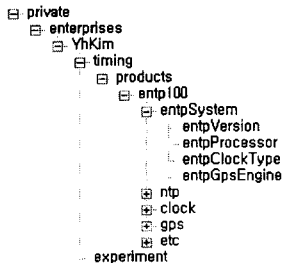 private
enterprises
YhKim
timing
products
entp100
entpSystem
entpVersion
entpProcessor
entpClockType
entpGpsEngine
ntp
clock
gps
etc
experiment